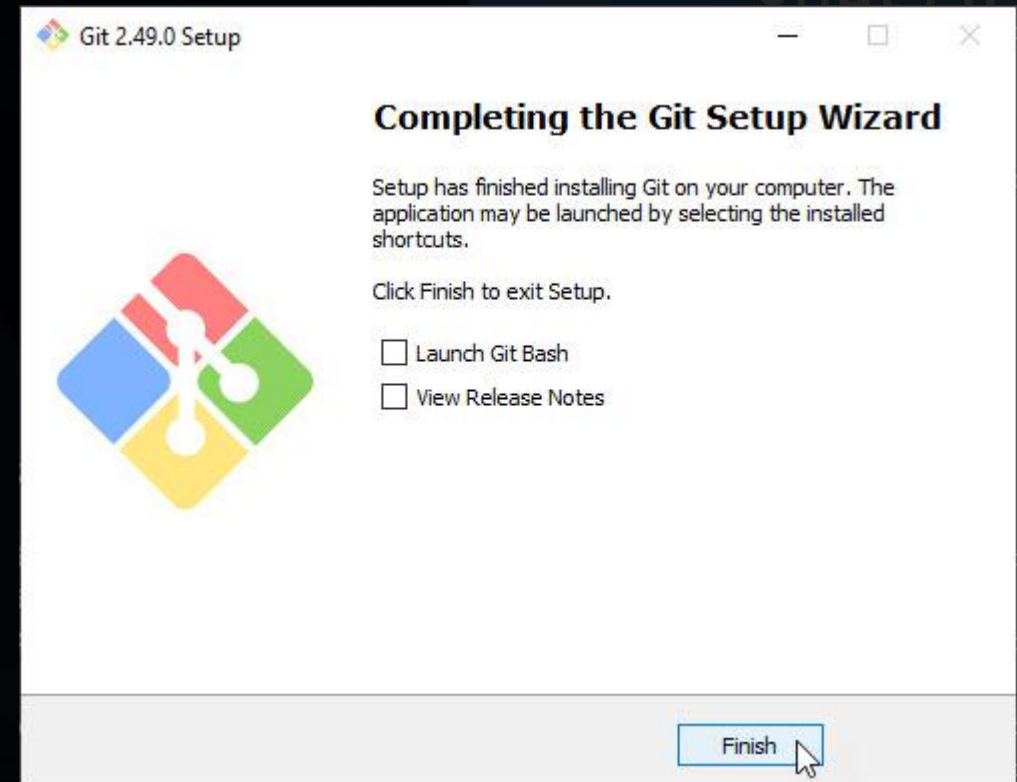 Git 2.49.0 Setup
Completing the Git Setup Wizard
Setup has finished installing Git on your computer. The
application may be launched by selecting the installed
shortcuts.
Click Finish to exit Setup.
Launch Git Bash
View Release Notes
Finish